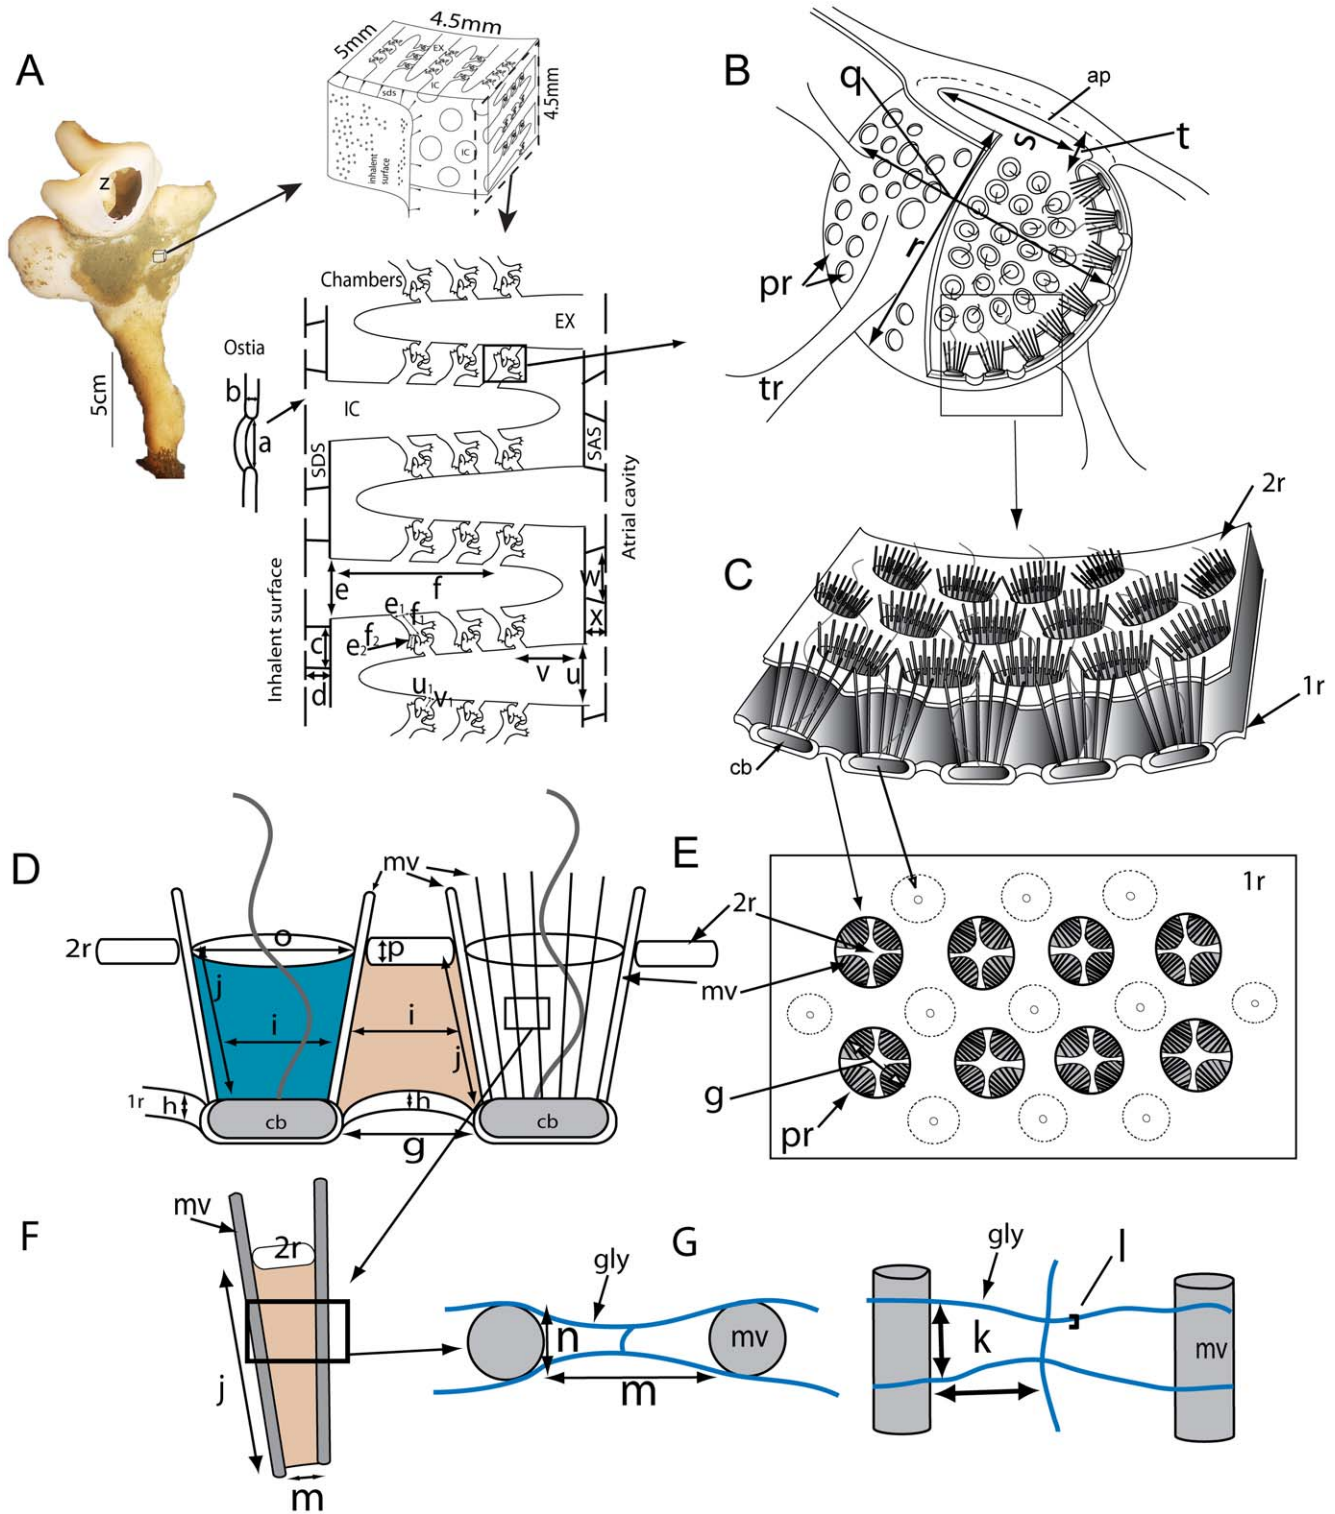 A
5mm
4.5mm
EX
IC
sds
4.5mm
IC
inhalent
surface
z
5cm
Chambers
EX
Ostia
b
a
IC
SDS
SAS
Atrial cavity
Inhalent surface
e
f
w
x
c
d
e1
f1
f2
e2
v
u
u1
v1
B
q
ap
s
t
r
pr
tr
C
2r
1r
cb
D
mv
2r
o
p
2r
j
i
i
j
mv
1r
h
h
cb
g
cb
E
1r
2r
mv
g
pr
F
mv
2r
j
m
G
gly
n
mv
m
gly
l
k
mv